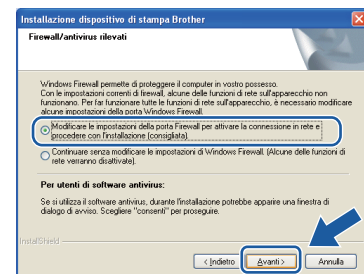 Installazione dispositivo di stampa Brother
Firewall/antivirus rilevati
Windows Firewall permette di proteggere il computer in vostro possesso.
Con le impostazioni correnti di firewall, alcune delle funzioni di rete sull'apparecchio non
funzionano. Per far funzionare tutte le funzioni di rete sull'apparecchio, è necessario modificare
alcune impostazioni della porta Windows Firewall.
Modificare le impostazioni della porta Firewall per attivare la connessione in rete e
procedere con l'installazione (consigliata).
Continuare senza modificare le impostazioni di Windows Firewall. (Alcune delle funzioni di
rete verranno disattivate).
Per utenti di software antivirus:
Se si utilizza il software antivirus, durante l'installazione potrebbe apparire una finestra di
dialogo di avviso. Scegliere "consenti" per proseguire.
InstallShield
< Indietro
Avanti >
Annulla